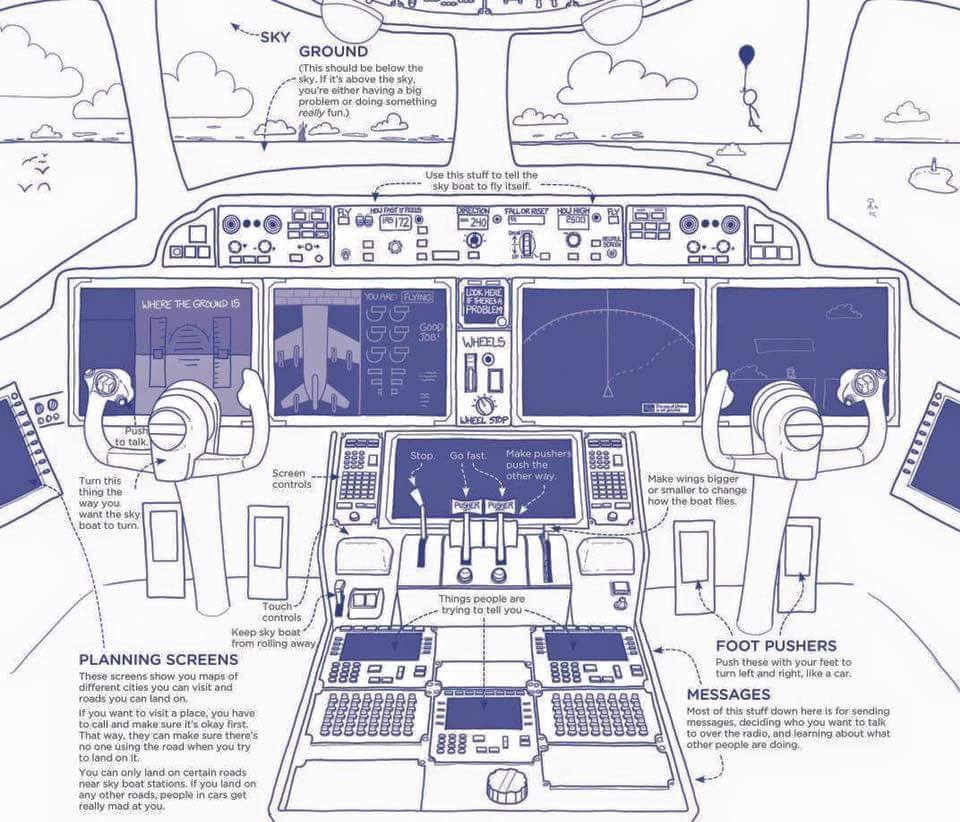 SKY
GROUND
(This should be below the
sky. If it's above the sky,
you're either having a big
problem or doing something
really fun.)
Use this stuff to tell the
sky boat to fly itself.
FLY
HOW FAST IT FEELS
172
DIRECTION
240
FALL OR RISE?
HOW HIGH
2500
FLY
WHERE THE GROUND IS
YOU ARE: FLYING
GOOD
JOB!
LOOK HERE
IF THERE'S A
PROBLEM
WHEELS
WHEEL STOP
Push
to talk.
Turn this
thing the
way you
want the sky
boat to turn.
Screen
controls
Stop.
Go fast.
Make pushers
push the
other way.
PUSHER
PUSHER
Make wings bigger
or smaller to change
how the boat flies.
Touch
controls
Keep sky boat
from rolling away
Things people are
trying to tell you
PLANNING SCREENS
These screens show you maps of
different cities you can visit and
roads you can land on.
If you want to visit a place, you have
to call and make sure it's okay first.
That way, they can make sure there's
no one using the road when you try
to land on it.
You can only land on certain roads
near sky boat stations. If you land on
any other roads, people in cars get
really mad at you.
FOOT PUSHERS
Push these with your feet to
turn left and right, like a car.
MESSAGES
Most of this stuff down here is for sending
messages, deciding who you want to talk
to over the radio, and learning about what
other people are doing.